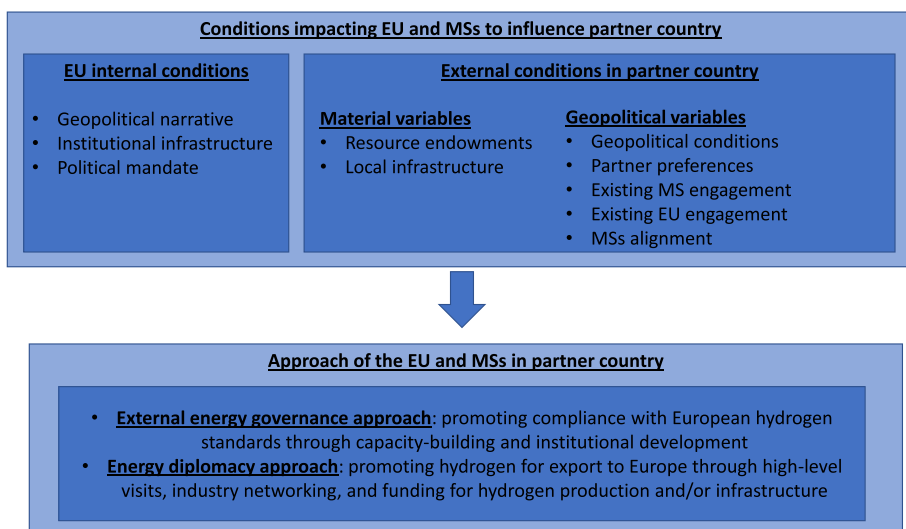 Conditions impacting EU and MSs to influence partner country
EU internal conditions
• Geopolitical narrative
• Institutional infrastructure
• Political mandate
External conditions in partner country
Material variables
• Resource endowments
• Local infrastructure
Geopolitical variables
• Geopolitical conditions
• Partner preferences
• Existing MS engagement
• Existing EU engagement
• MSs alignment
Approach of the EU and MSs in partner country
• External energy governance approach: promoting compliance with European hydrogen
standards through capacity-building and institutional development
• Energy diplomacy approach: promoting hydrogen for export to Europe through high-level
visits, industry networking, and funding for hydrogen production and/or infrastructure